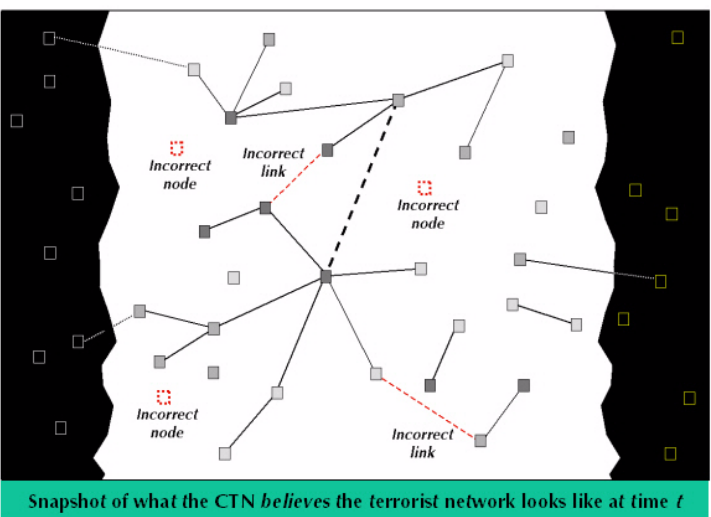 Incorrect
node
Incorrect
link
Incorrect
node
Incorrect
node
Incorrect
link
Snapshot of what the CTN believes the terrorist network looks like at time t